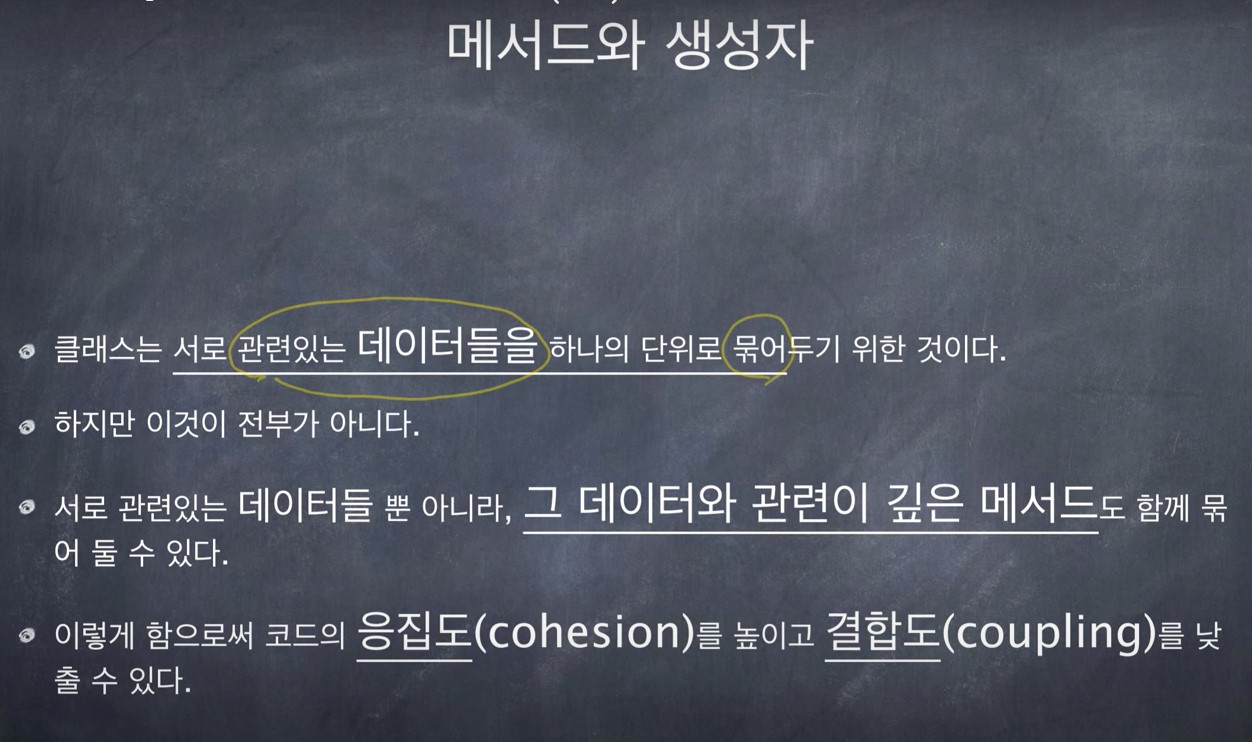 메서드와 생성자
클래스는 서로 관련있는 데이터들을 하나의 단위로 묶어두기 위한 것이다.
하지만 이것이 전부가 아니다.
서로 관련있는 데이터들 뿐 아니라, 그 데이터와 관련이 깊은 메서드도 함께 묶
어 둘 수 있다.
이렇게 함으로써 코드의 응집도(cohesion)를 높이고 결합도(coupling)를 낮
출 수 있다.